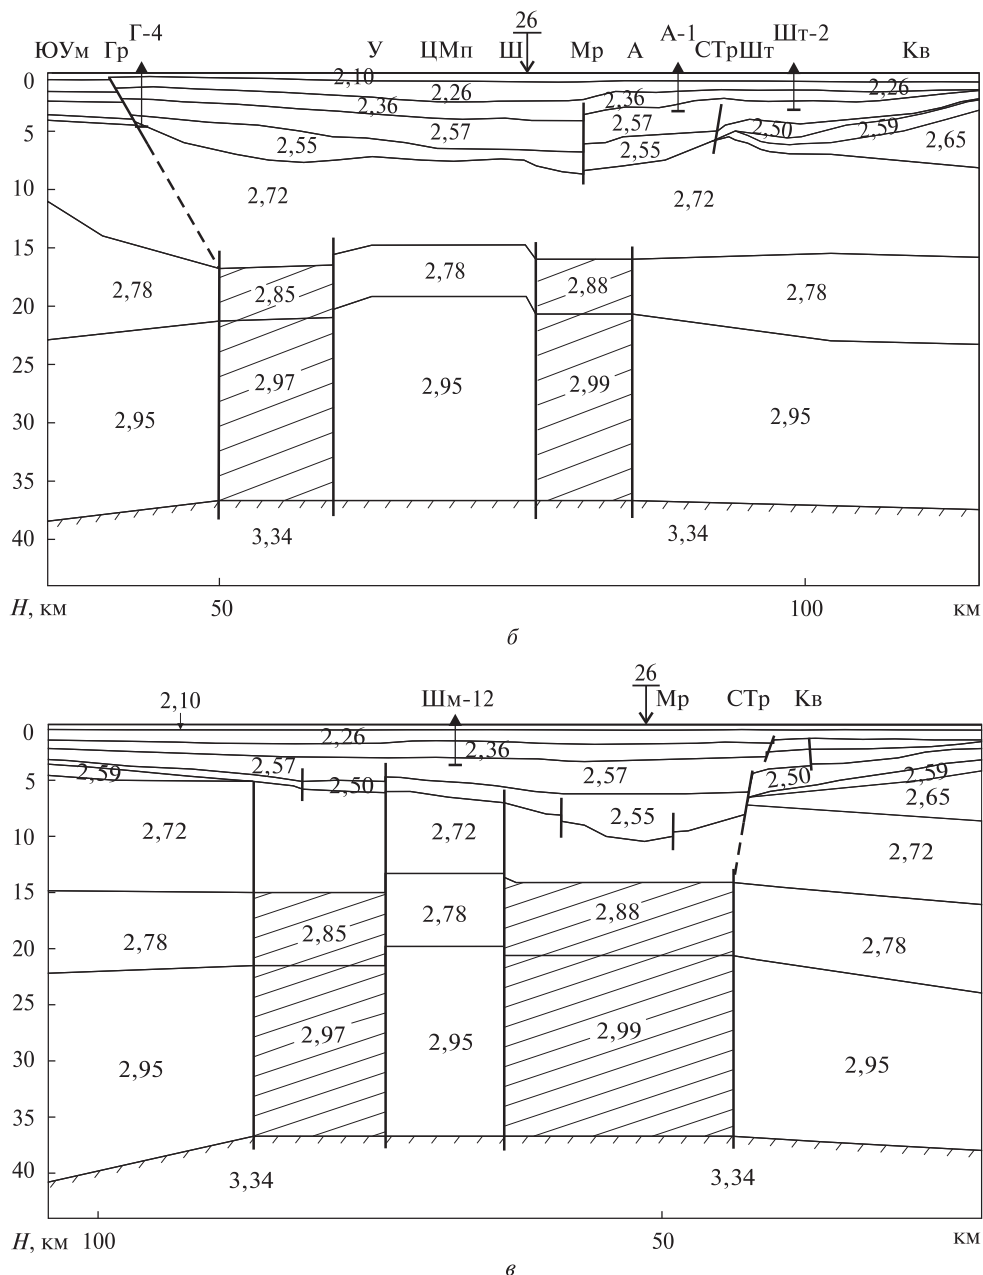 26
Г-4 А-1 Шт-2
ЮУм Гр У ЦМп Ш Мр А СТр Шт Кв
0
2,10
2,26 2,26
2,36 2,36
5
2,57 2,57 2,50 2,59
2,55 2,55 2,65
10
2,72 2,72
15
2,78 2,85 2,78 2,88 2,78
20
25
2,97 2,95 2,99
30
2,95 2,95
35
40
3,34 3,34
H, км 50 100 км
б
26
2,10 Шм-12 Мр СТр Кв
0
2,26
2,36
2,59 2,57 2,57 2,59
5
2,50 2,50
2,65
2,55
2,72 2,72
10
2,72
15
2,78 2,85 2,78 2,88 2,78
20
25
2,97 2,95 2,99
30
2,95 2,95
35
40
3,34 3,34
H, км 100 50 км
в